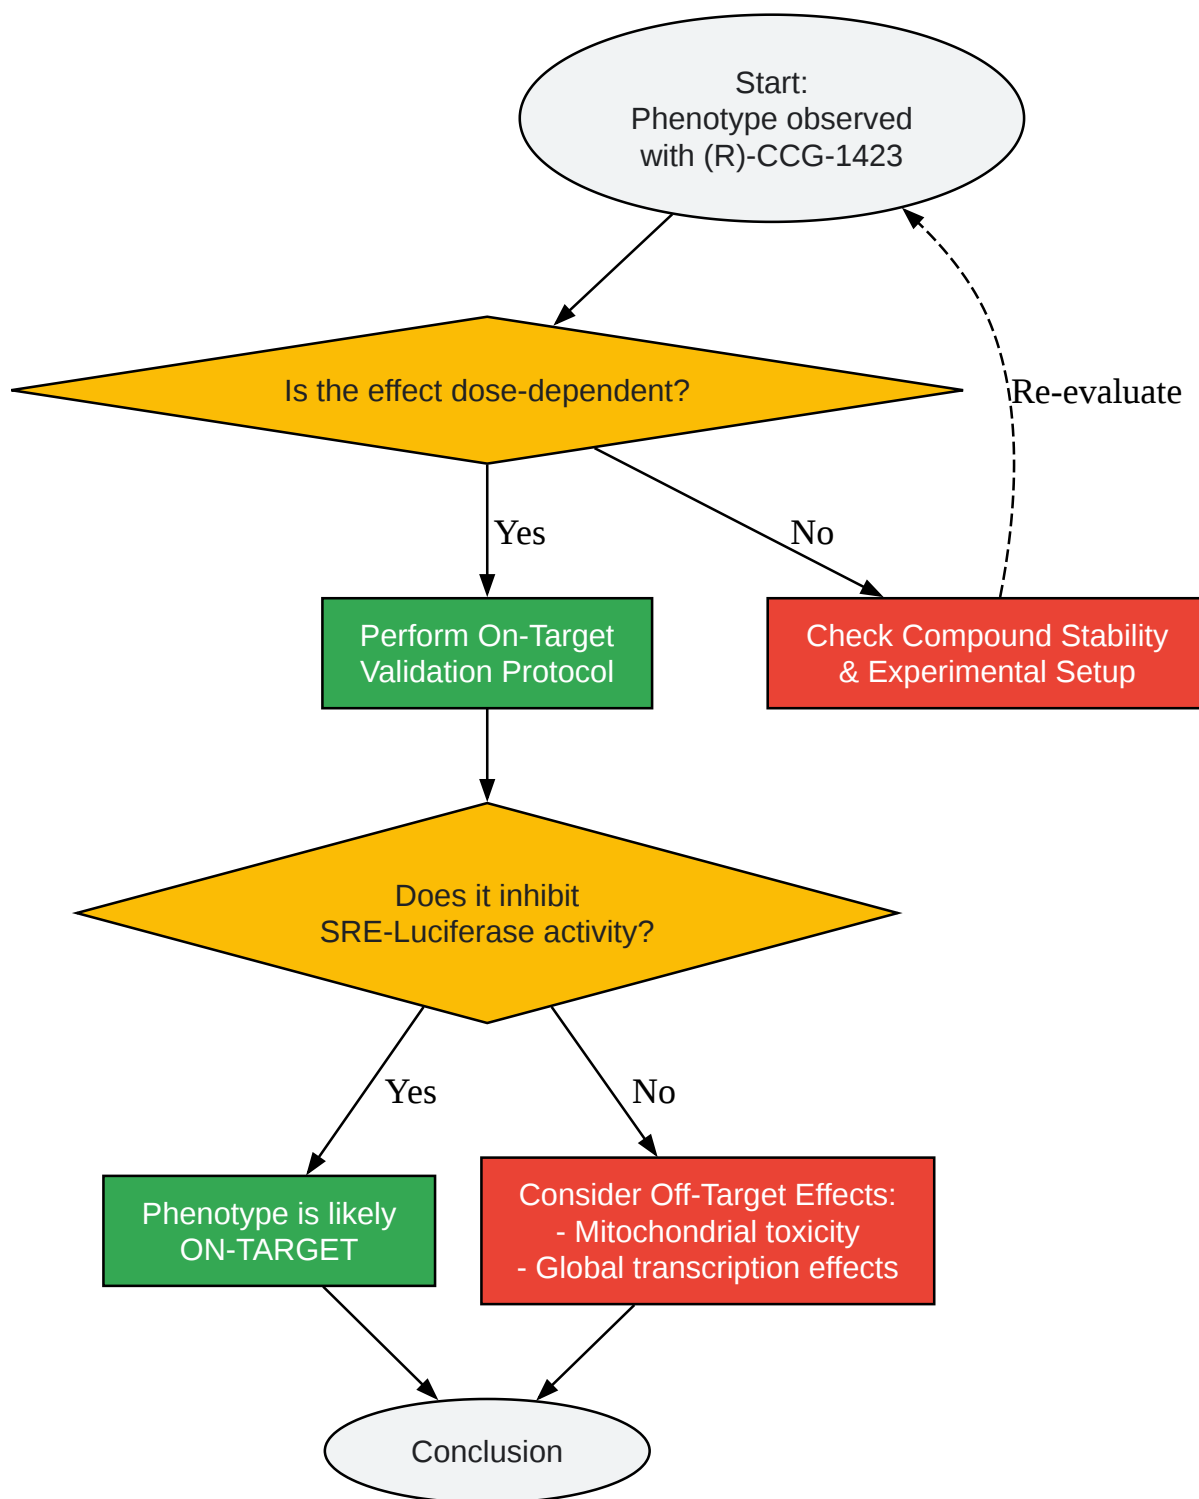 Start:
Phenotype observed
with (R)-CCG-1423
Is the effect dose-dependent?
Re-evaluate
Yes
No
Perform On-Target
Validation Protocol
Check Compound Stability
& Experimental Setup
Does it inhibit
SRE-Luciferase activity?
Yes
No
Phenotype is likely
ON-TARGET
Consider Off-Target Effects:
- Mitochondrial toxicity
- Global transcription effects
Conclusion